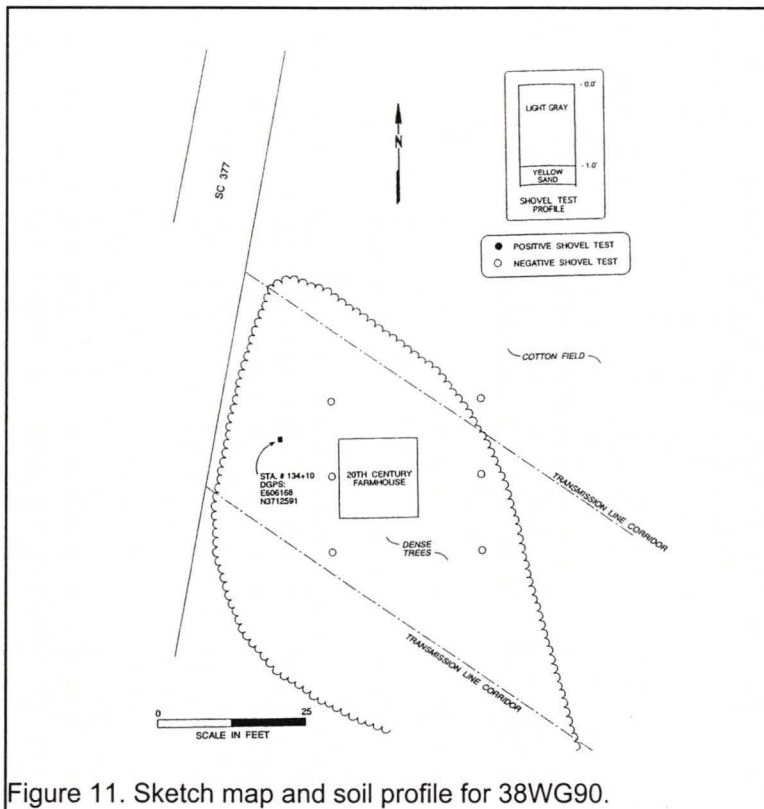 - 0.0'
LIGHT GRAY
- 1.0'
YELLOW
SAND
SHOVEL TEST
PROFILE
N
SC 377
POSITIVE SHOVEL TEST
NEGATIVE SHOVEL TEST
COTTON FIELD
STA. # 134+10
DGPS:
E606168
N3712591
20TH CENTURY
FARMHOUSE
TRANSMISSION LINE CORRIDOR
DENSE
TREES
TRANSMISSION LINE CORRIDOR
0 25
SCALE IN FEET
Figure 11. Sketch map and soil profile for 38WG90.